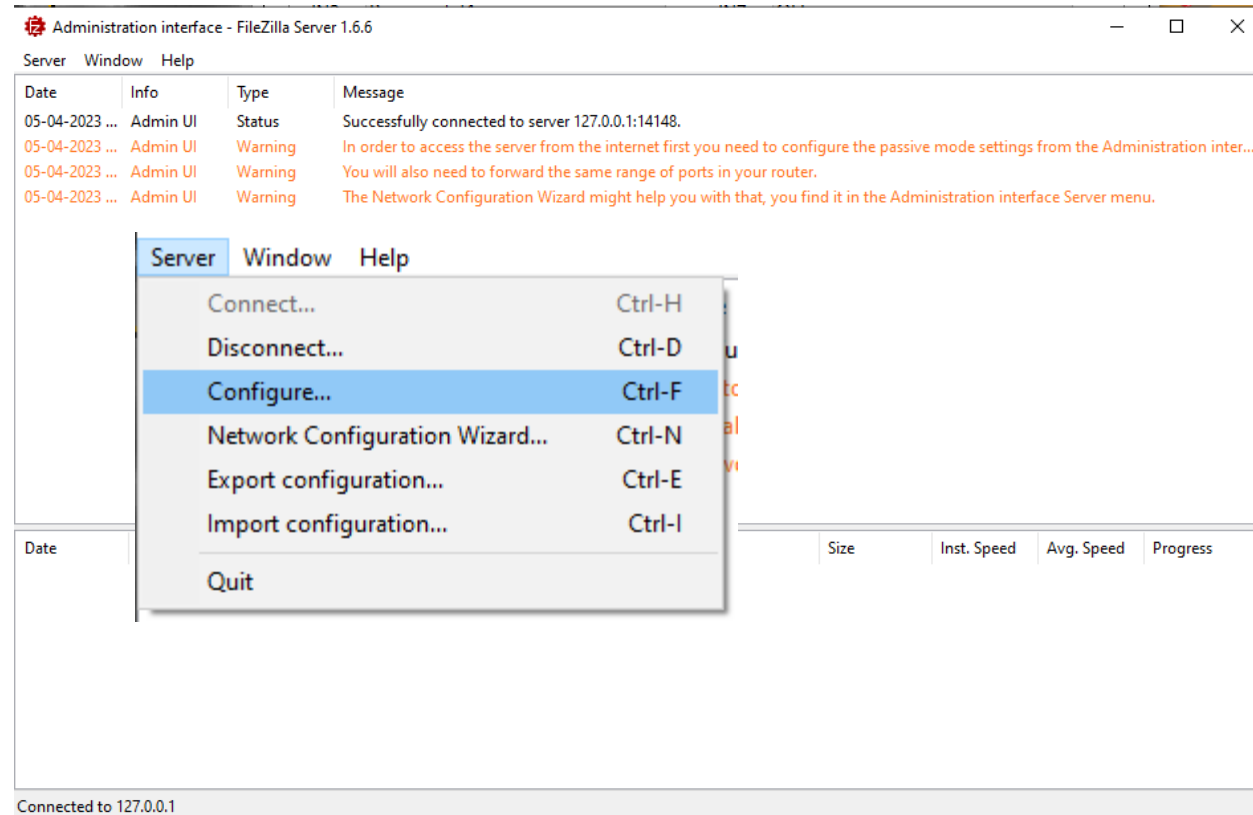 Administration interface - FileZilla Server 1.6.6
Server Window Help
Date Info Type Message
05-04-2023 ... Admin UI Status Successfully connected to server 127.0.0.1:14148.
05-04-2023 ... Admin UI Warning In order to access the server from the internet first you need to configure the passive mode settings from the Administration inter...
05-04-2023 ... Admin UI Warning You will also need to forward the same range of ports in your router.
05-04-2023 ... Admin UI Warning The Network Configuration Wizard might help you with that, you find it in the Administration interface Server menu.
Server Window Help
Connect... Ctrl-H
Disconnect... Ctrl-D
Configure... Ctrl-F
Network Configuration Wizard... Ctrl-N
Export configuration... Ctrl-E
Import configuration... Ctrl-I
Quit
Date Size Inst. Speed Avg. Speed Progress
Connected to 127.0.0.1